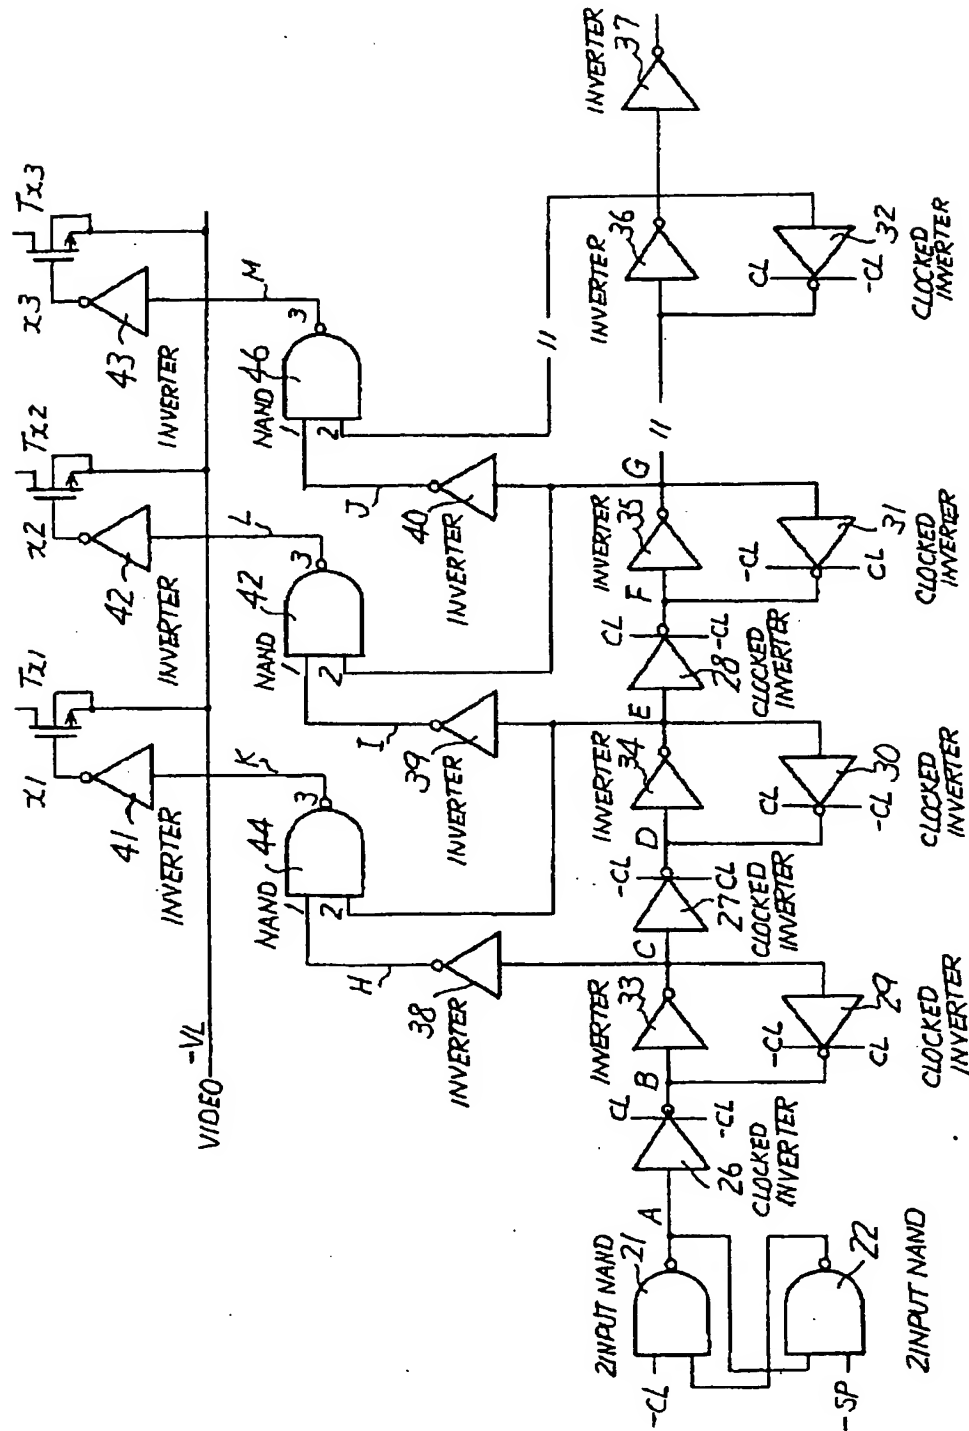 x1
Tx1
x2
Tx2
x3
Tx3
41
INVERTER
42
INVERTER
43
INVERTER
VIDEO
-VL
K
L
M
NAND
44
1
2
3
NAND
42
1
2
3
NAND
46
1
2
3
H
I
J
38
INVERTER
39
INVERTER
40
INVERTER
//
2INPUT NAND
21
-CL
A
CL
-CL
26
CLOCKED
INVERTER
B
INVERTER
33
C
-CL
CL
27
CLOCKED
INVERTER
D
INVERTER
34
E
CL
-CL
28
CLOCKED
INVERTER
F
INVERTER
35
G
//
INVERTER
36
INVERTER
37
-SP
22
2INPUT NAND
-CL
CL
29
CLOCKED
INVERTER
CL
-CL
30
CLOCKED
INVERTER
-CL
CL
31
CLOCKED
INVERTER
CL
-CL
32
CLOCKED
INVERTER